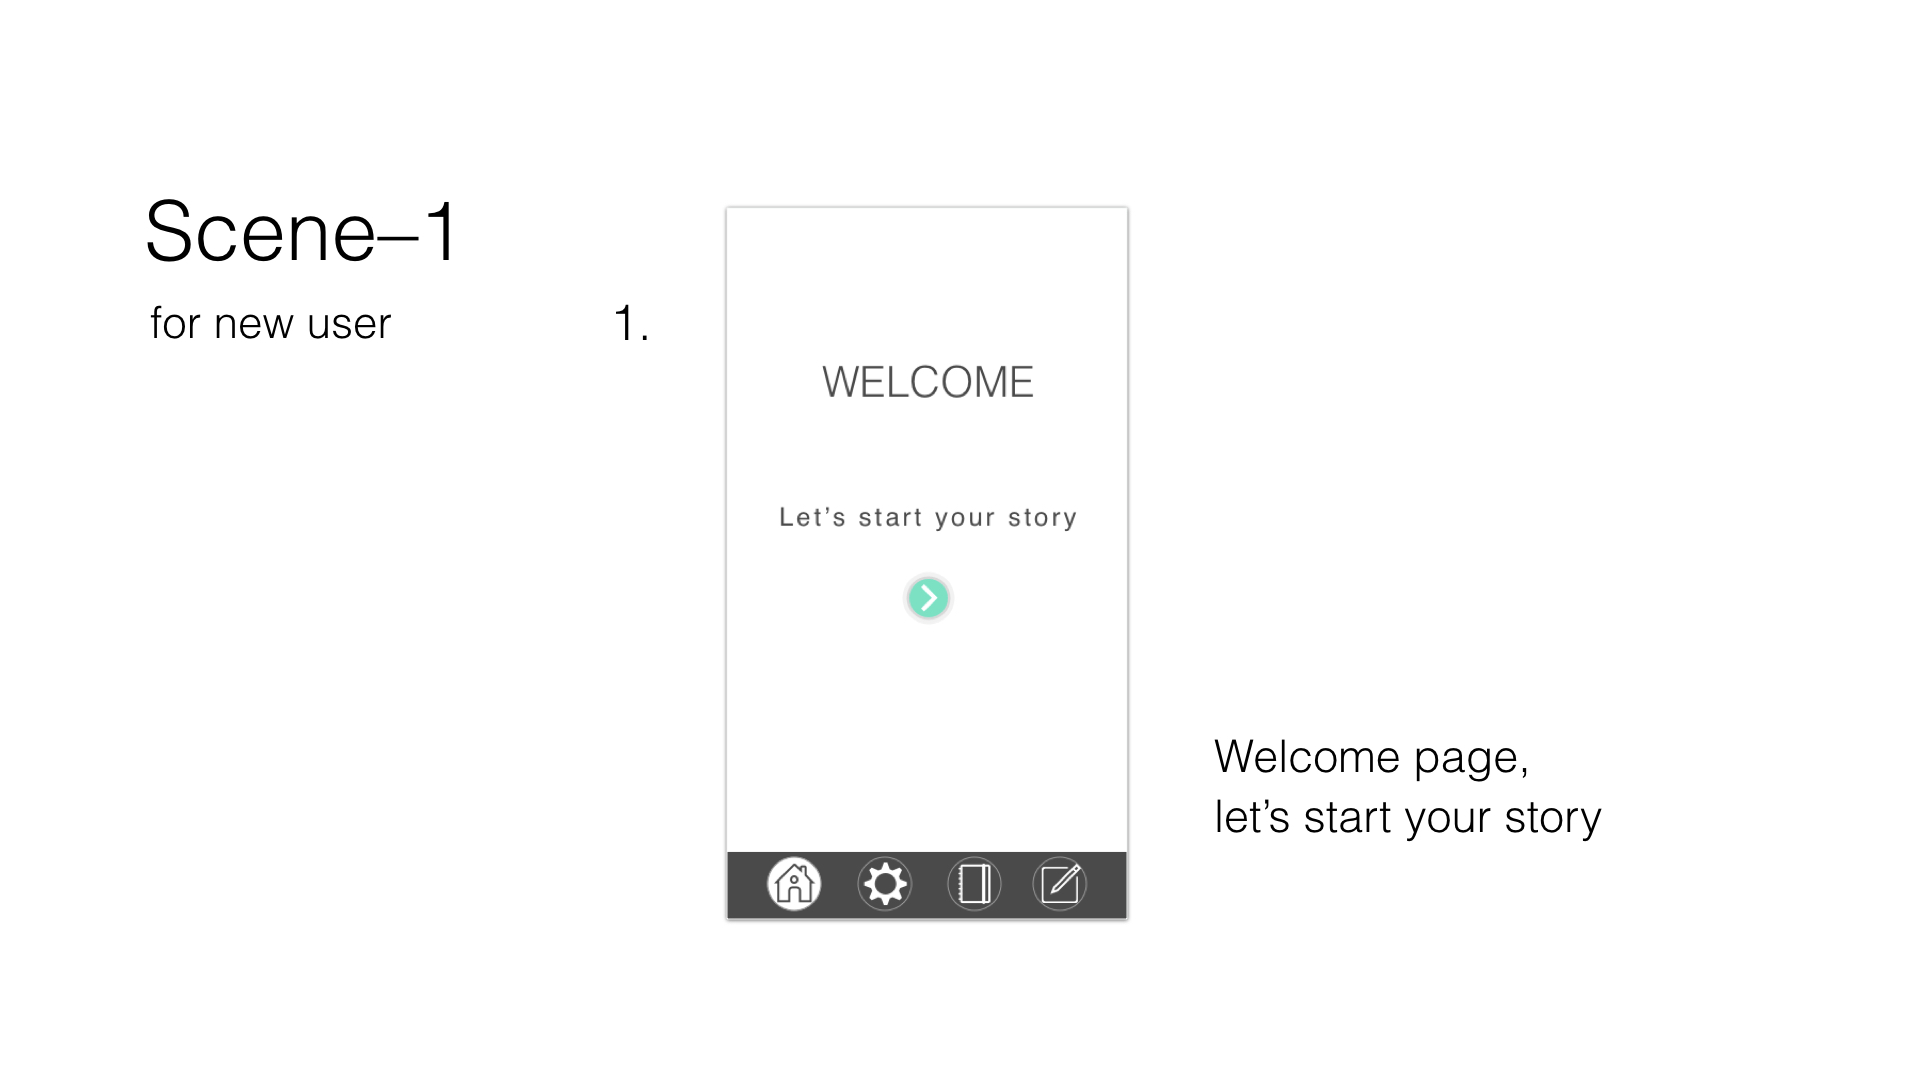 Scene–1
for new user
1.
WELCOME
Let’s start your story
Welcome page,
let’s start your story